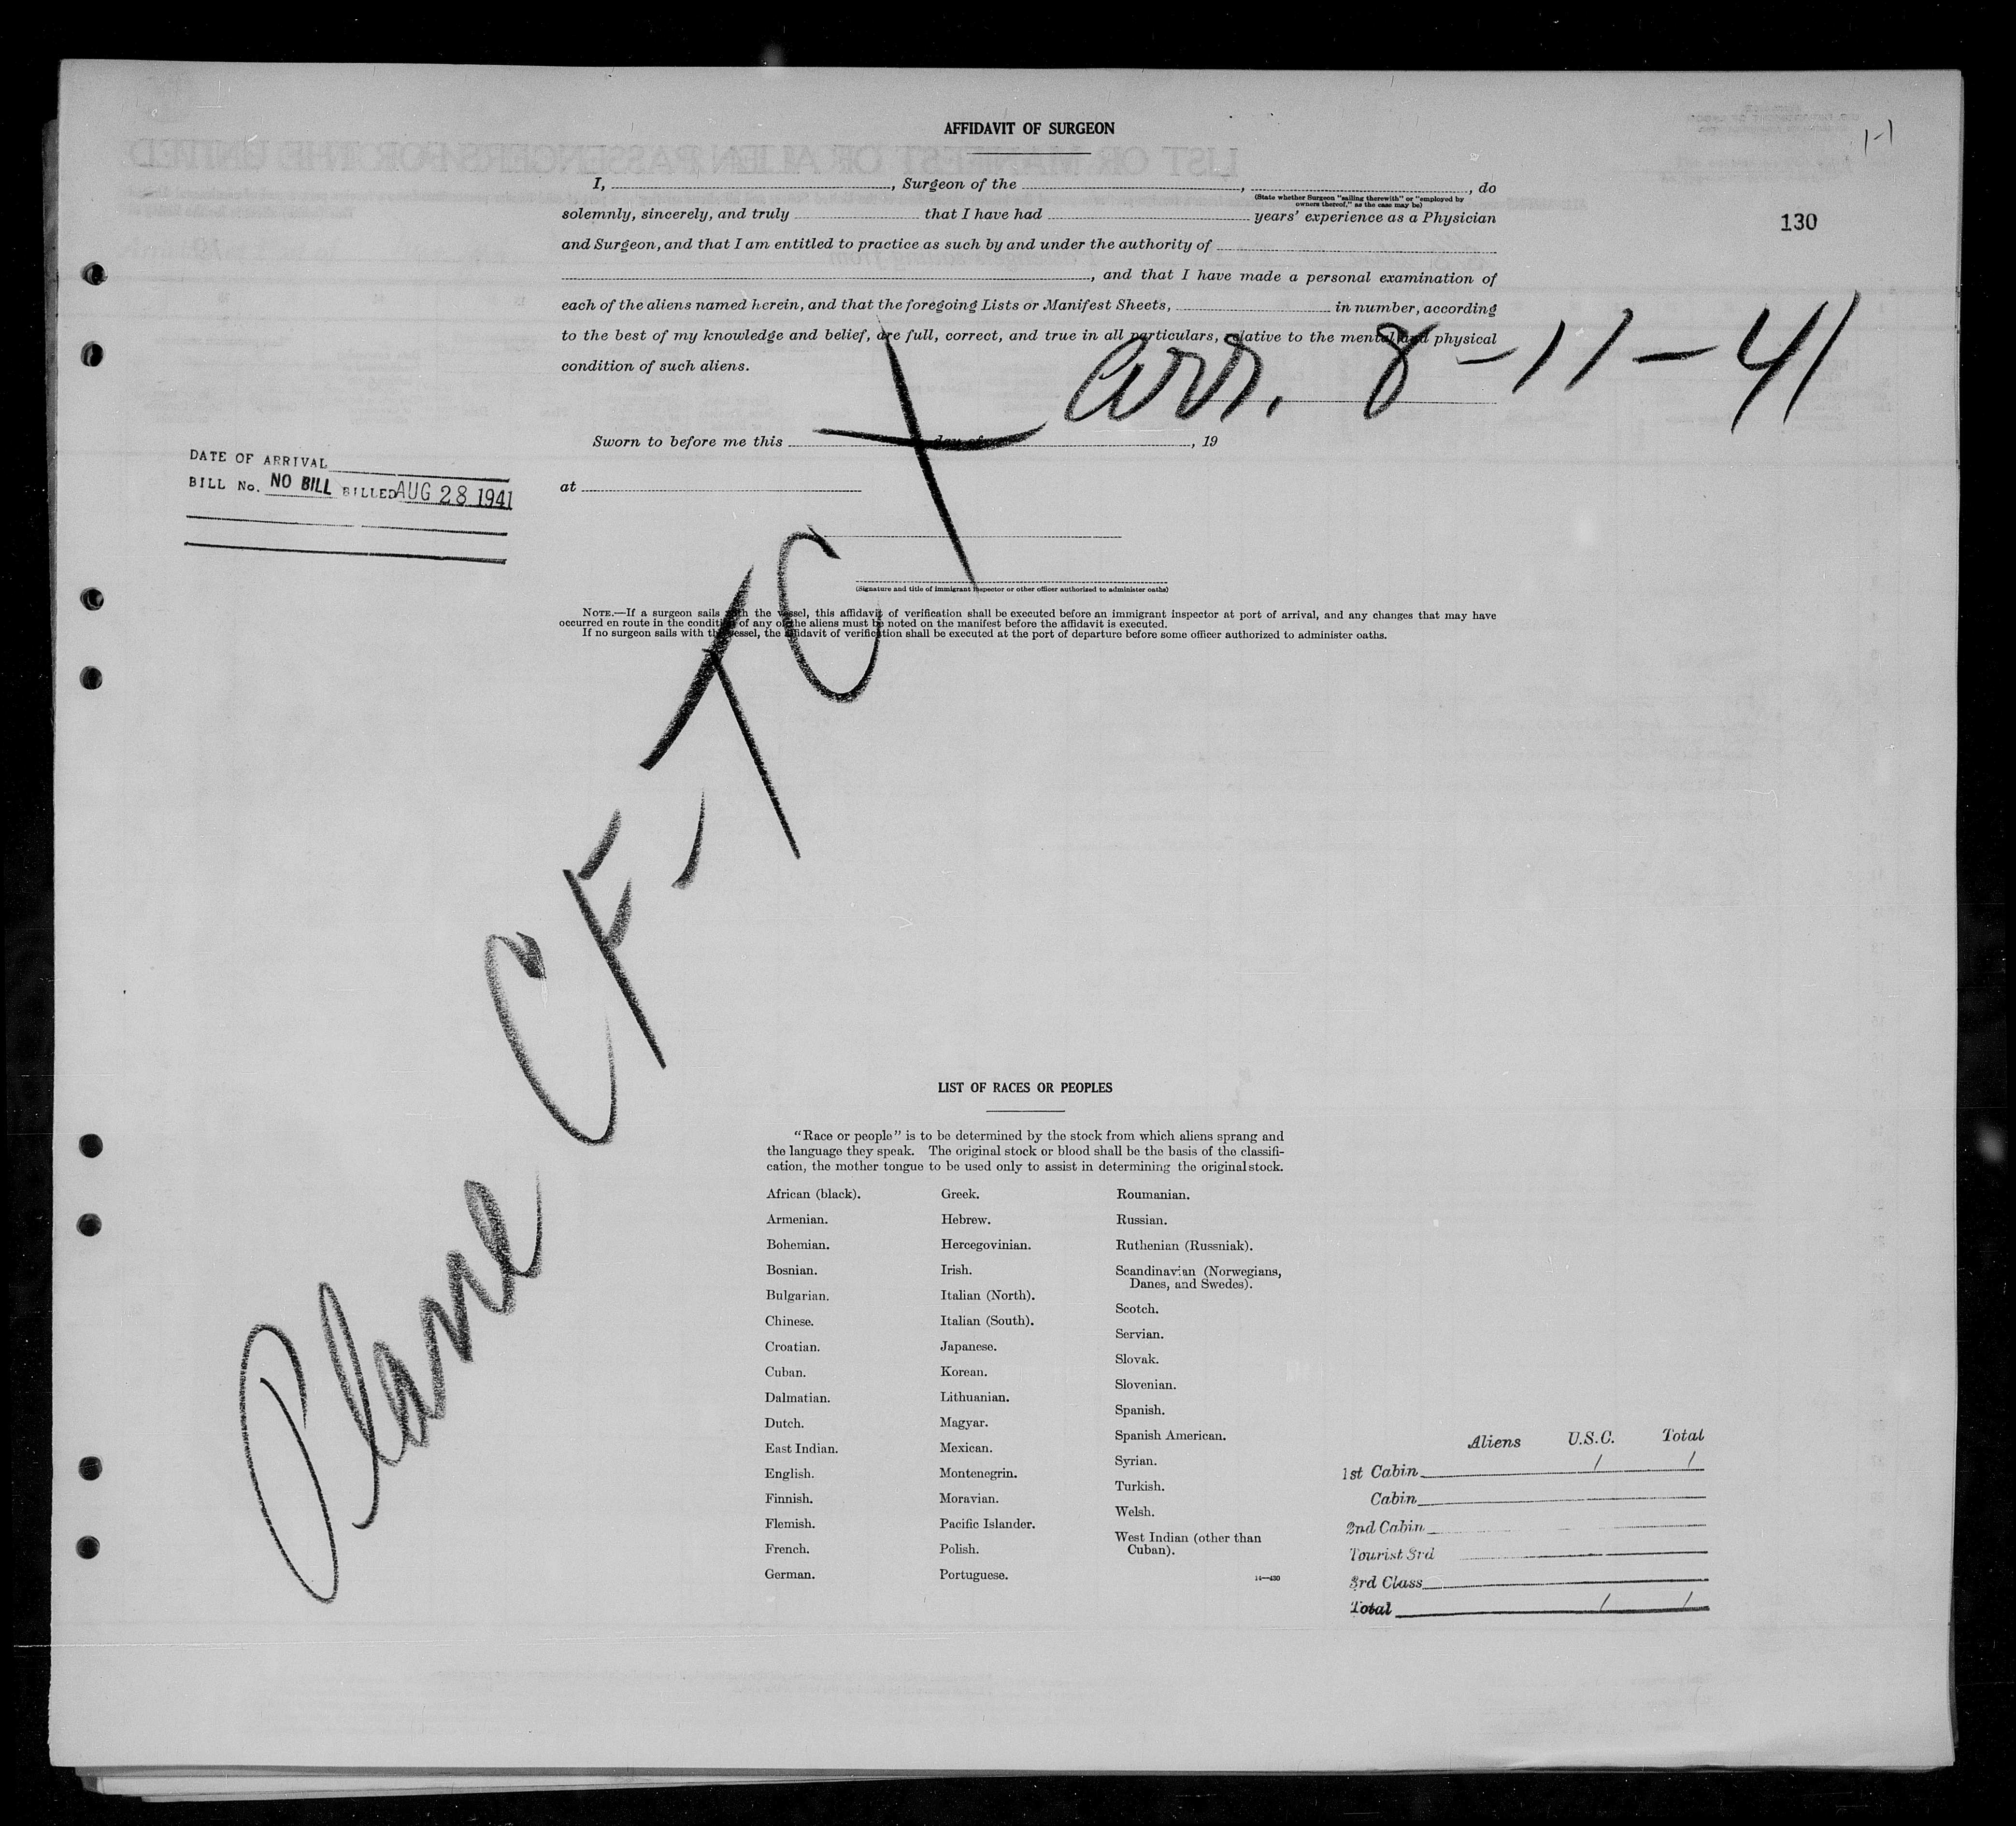 AFFIDAVIT OF SURGEON
1-1
130
I, , Surgeon of the , , do
(State whether Surgeon "sailing therewith" or "employed by
owners thereof," as the case may be)
solemnly, sincerely, and truly that I have had years' experience as a Physician
and Surgeon, and that I am entitled to practice as such by and under the authority of
, and that I have made a personal examination of
each of the aliens named herein, and that the foregoing Lists or Manifest Sheets, in number, according
to the best of my knowledge and belief, are full, correct, and true in all particulars, relative to the mental and physical
condition of such aliens.
arr. 8-11-41
Sworn to before me this day of , 19
at
DATE OF ARRIVAL
BILL No. NO BILL BILLED AUG 28 1941
(Signature and title of immigrant inspector or other officer authorized to administer oaths)
NOTE.—If a surgeon sails with the vessel, this affidavit of verification shall be executed before an immigrant inspector at port of arrival, and any changes that may have
occurred en route in the condition of any of the aliens must be noted on the manifest before the affidavit is executed.
If no surgeon sails with the vessel, the affidavit of verification shall be executed at the port of departure before some officer authorized to administer oaths.
Plane CF-TCX
LIST OF RACES OR PEOPLES
"Race or people" is to be determined by the stock from which aliens sprang and
the language they speak. The original stock or blood shall be the basis of the classifi-
cation, the mother tongue to be used only to assist in determining the original stock.
African (black).
Armenian.
Bohemian.
Bosnian.
Bulgarian.
Chinese.
Croatian.
Cuban.
Dalmatian.
Dutch.
East Indian.
English.
Finnish.
Flemish.
French.
German.
Greek.
Hebrew.
Hercegovinian.
Irish.
Italian (North).
Italian (South).
Japanese.
Korean.
Lithuanian.
Magyar.
Mexican.
Montenegrin.
Moravian.
Pacific Islander.
Polish.
Portuguese.
Roumanian.
Russian.
Ruthenian (Russniak).
Scandinavian (Norwegians,
Danes, and Swedes).
Scotch.
Servian.
Slovak.
Slovenian.
Spanish.
Spanish American.
Syrian.
Turkish.
Welsh.
West Indian (other than
Cuban).
14—430
Aliens U.S.C. Total
1st Cabin 1 1
Cabin
2nd Cabin
Tourist 3rd
3rd Class
Total 1 1